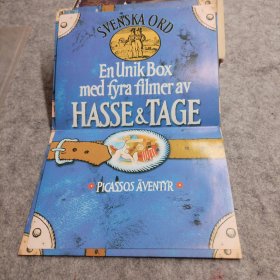 SVENSKA ORD
En Unik Box
med fyra filmer av
HASSE & TAGE
• PICASSOS ÄVENTYR •